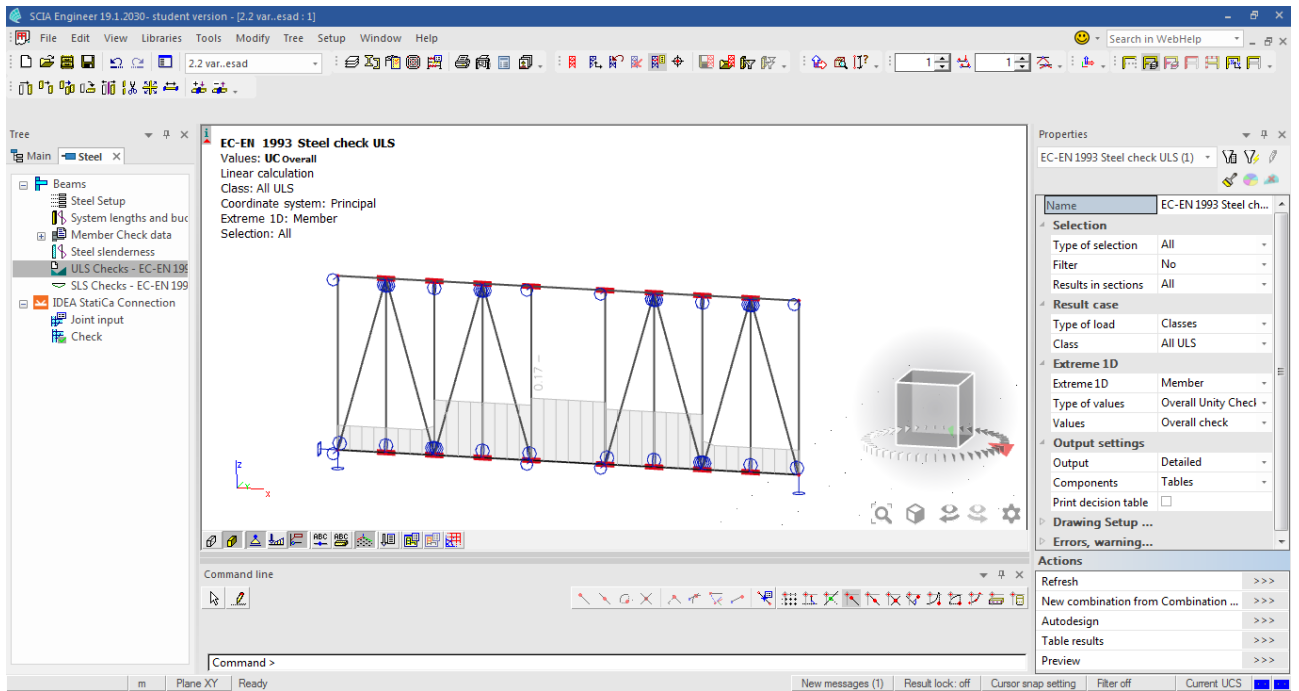 SCIA Engineer 19.1.2030- student version - [2.2 var..esad : 1]
File Edit View Libraries Tools Modify Tree Setup Window Help
Search in WebHelp
2.2 var..esad
1
1
Tree
Main Steel
Beams
Steel Setup
System lengths and buc
Member Check data
Steel slenderness
ULS Checks - EC-EN 199
SLS Checks - EC-EN 199
IDEA StatiCa Connection
Joint input
Check
EC-EN 1993 Steel check ULS
Values: UC Overall
Linear calculation
Class: All ULS
Coordinate system: Principal
Extreme 1D: Member
Selection: All
0.17
z
y
x
ABC ABC
Command line
Command >
Properties
EC-EN 1993 Steel check ULS (1)
Name EC-EN 1993 Steel ch...
Selection
Type of selection All
Filter No
Results in sections All
Result case
Type of load Classes
Class All ULS
Extreme 1D
Extreme 1D Member
Type of values Overall Unity Check
Values Overall check
Output settings
Output Detailed
Components Tables
Print decision table
Drawing Setup ...
Errors, warning...
Actions
Refresh >>>
New combination from Combination ... >>>
Autodesign >>>
Table results >>>
Preview >>>
m Plane XY Ready New messages (1) Result lock: off Cursor snap setting Filter off Current UCS